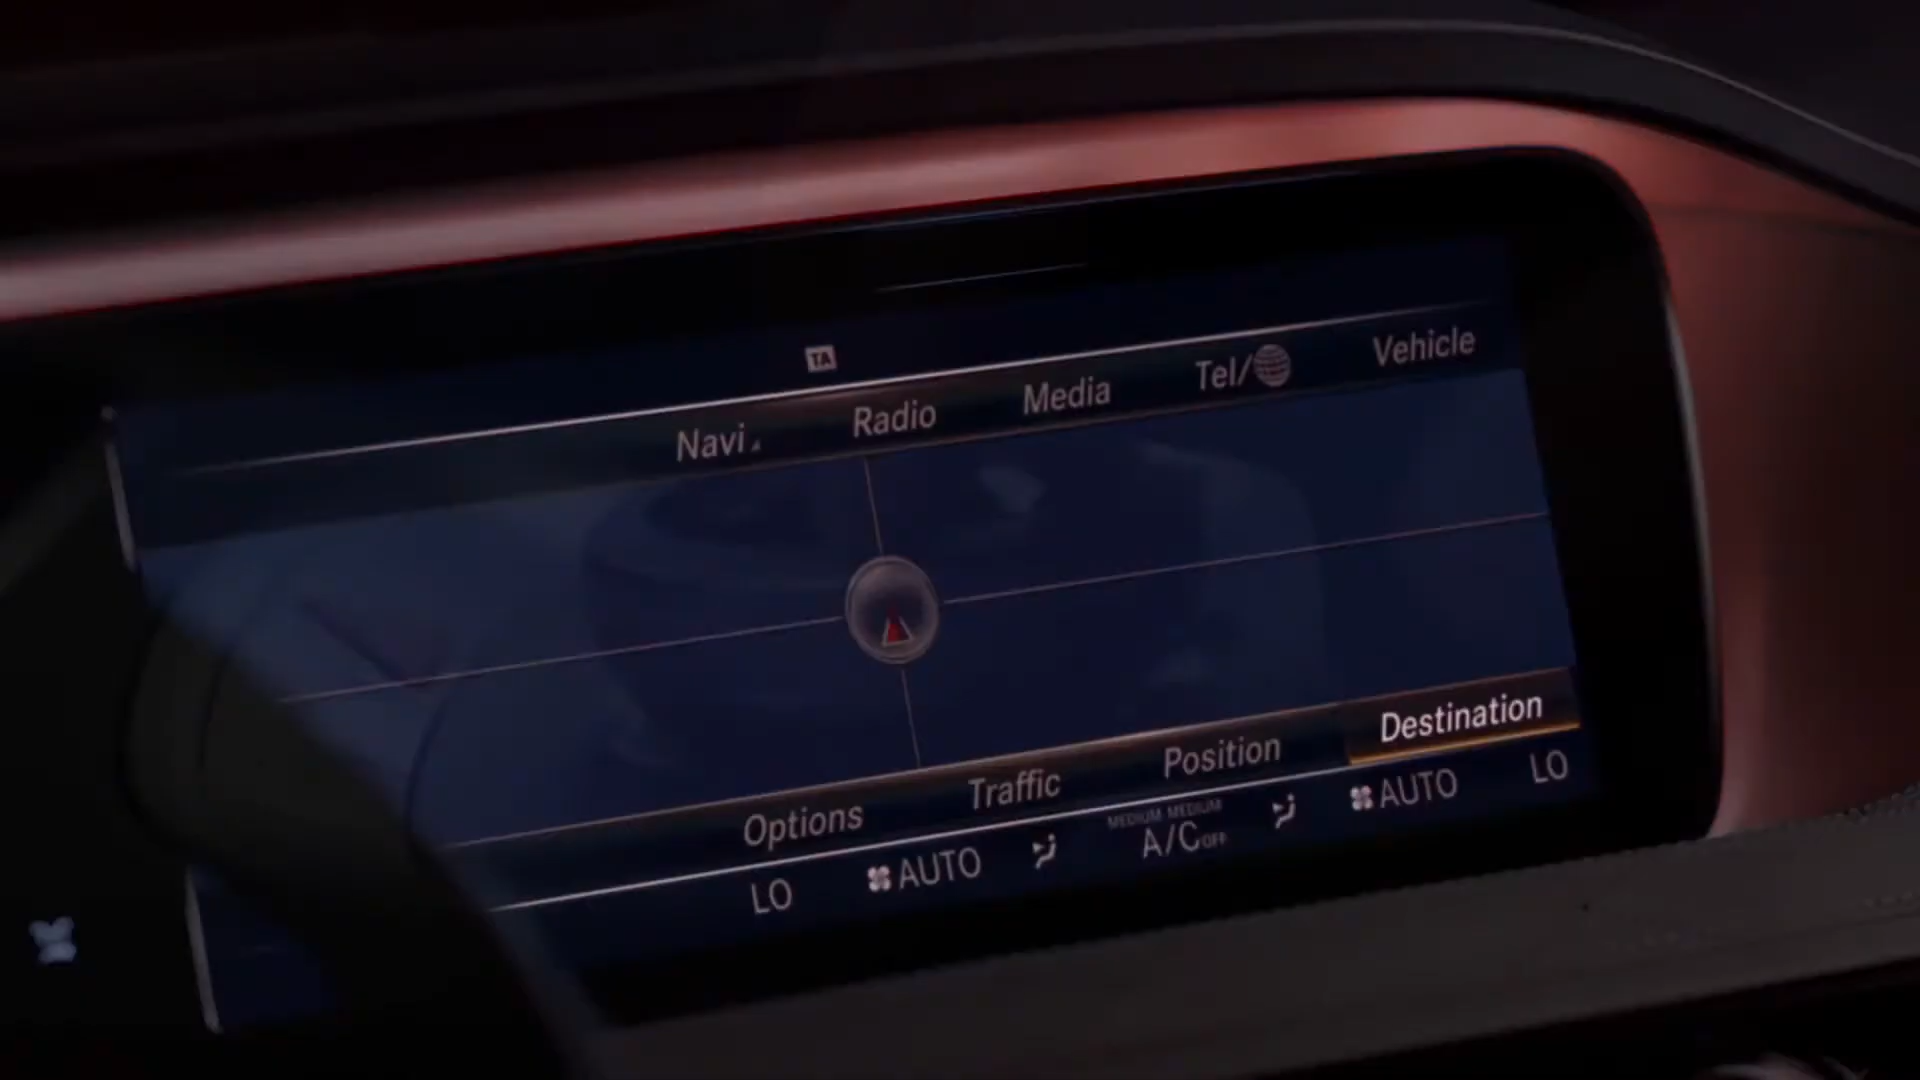 TA
Navi Radio Media Tel/ Vehicle
Options Traffic Position Destination
LO AUTO MEDIUM MEDIUM AUTO LO
A/C OFF